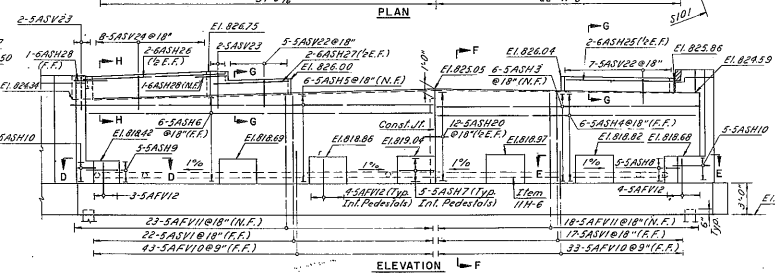 PLAN
S101
2-5ASV23
8-5ASV24@18"
El.826.75
2-6ASH26
(½E.F.)
2-5ASV23
5-5ASV22@18"
2-6ASH27(½E.F.)
El.826.00
1-6ASH28
(F.F.)
1-6ASH28(N.F.)
6-5ASH5@18"(N.F.)
1'-0"
El.825.05
El.826.04
6-5ASH3
@18"(N.F.)
2-6ASH25(½E.F.)
El.825.86
7-5ASV22@18"
El.824.59
H
G
F
G
H
G
F
G
6-5ASH6
@18"(F.F.)
Const.Jt.
12-5ASH20
@18"(½E.F.)
6-5ASH4@18"(F.F.)
5ASH10
El.818.42
5-5ASH9
El.818.69
El.818.86
El.819.04
El.818.97
El.818.82
El.818.68
5-5ASH10
D
1%
D
1%
1%
E
1%
5-5ASH8
E
3-5AFV12
4-5AFV12(Typ.
Int.Pedestals)
5-5ASH7(Typ.
Int.Pedestals)
Item
11H-6
4-5AFV12
3'-0"
23-5AFV11@18"(N.F.)
18-5AFV11@18"(N.F.)
6"
Typ.
22-5ASV1@18"(F.F.)
17-5ASV1@18"(F.F.)
43-5AFV10@9"(F.F.)
33-5AFV10@9"(F.F.)
ELEVATION
F